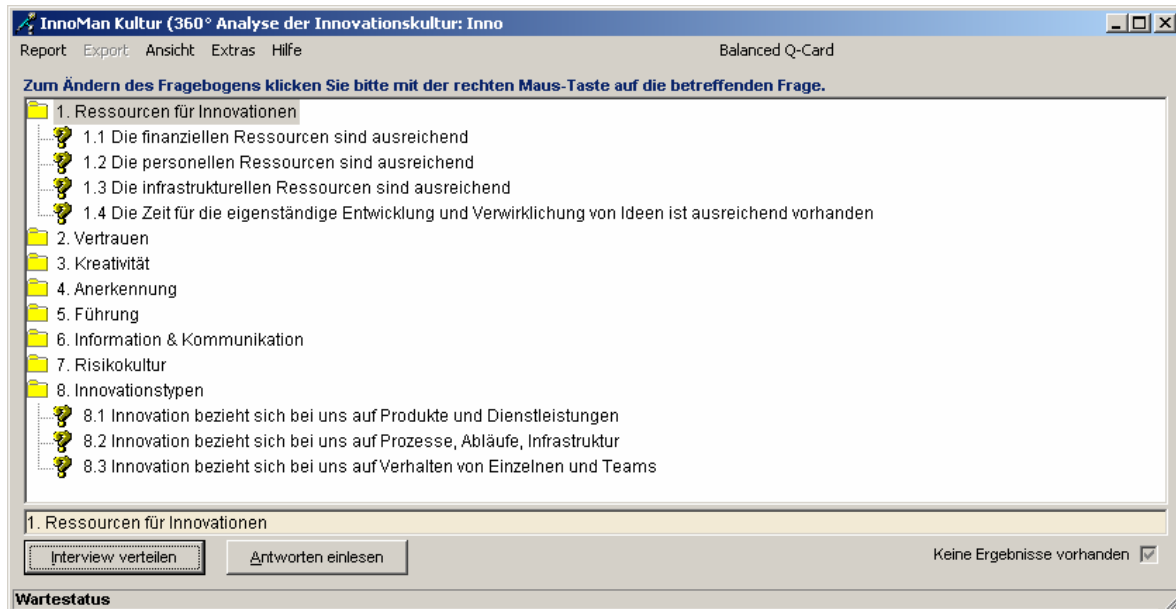 InnoMan Kultur (360° Analyse der Innovationskultur: Inno
Report Export Ansicht Extras Hilfe Balanced Q-Card
Zum Ändern des Fragebogens klicken Sie bitte mit der rechten Maus-Taste auf die betreffenden Frage.
1. Ressourcen für Innovationen
1.1 Die finanziellen Ressourcen sind ausreichend
1.2 Die personellen Ressourcen sind ausreichend
1.3 Die infrastrukturellen Ressourcen sind ausreichend
1.4 Die Zeit für die eigenständige Entwicklung und Verwirklichung von Ideen ist ausreichend vorhanden
2. Vertrauen
3. Kreativität
4. Anerkennung
5. Führung
6. Information & Kommunikation
7. Risikokultur
8. Innovationstypen
8.1 Innovation bezieht sich bei uns auf Produkte und Dienstleistungen
8.2 Innovation bezieht sich bei uns auf Prozesse, Abläufe, Infrastruktur
8.3 Innovation bezieht sich bei uns auf Verhalten von Einzelnen und Teams
1. Ressourcen für Innovationen
Interview verteilen Antworten einlesen Keine Ergebnisse vorhanden
Wartestatus